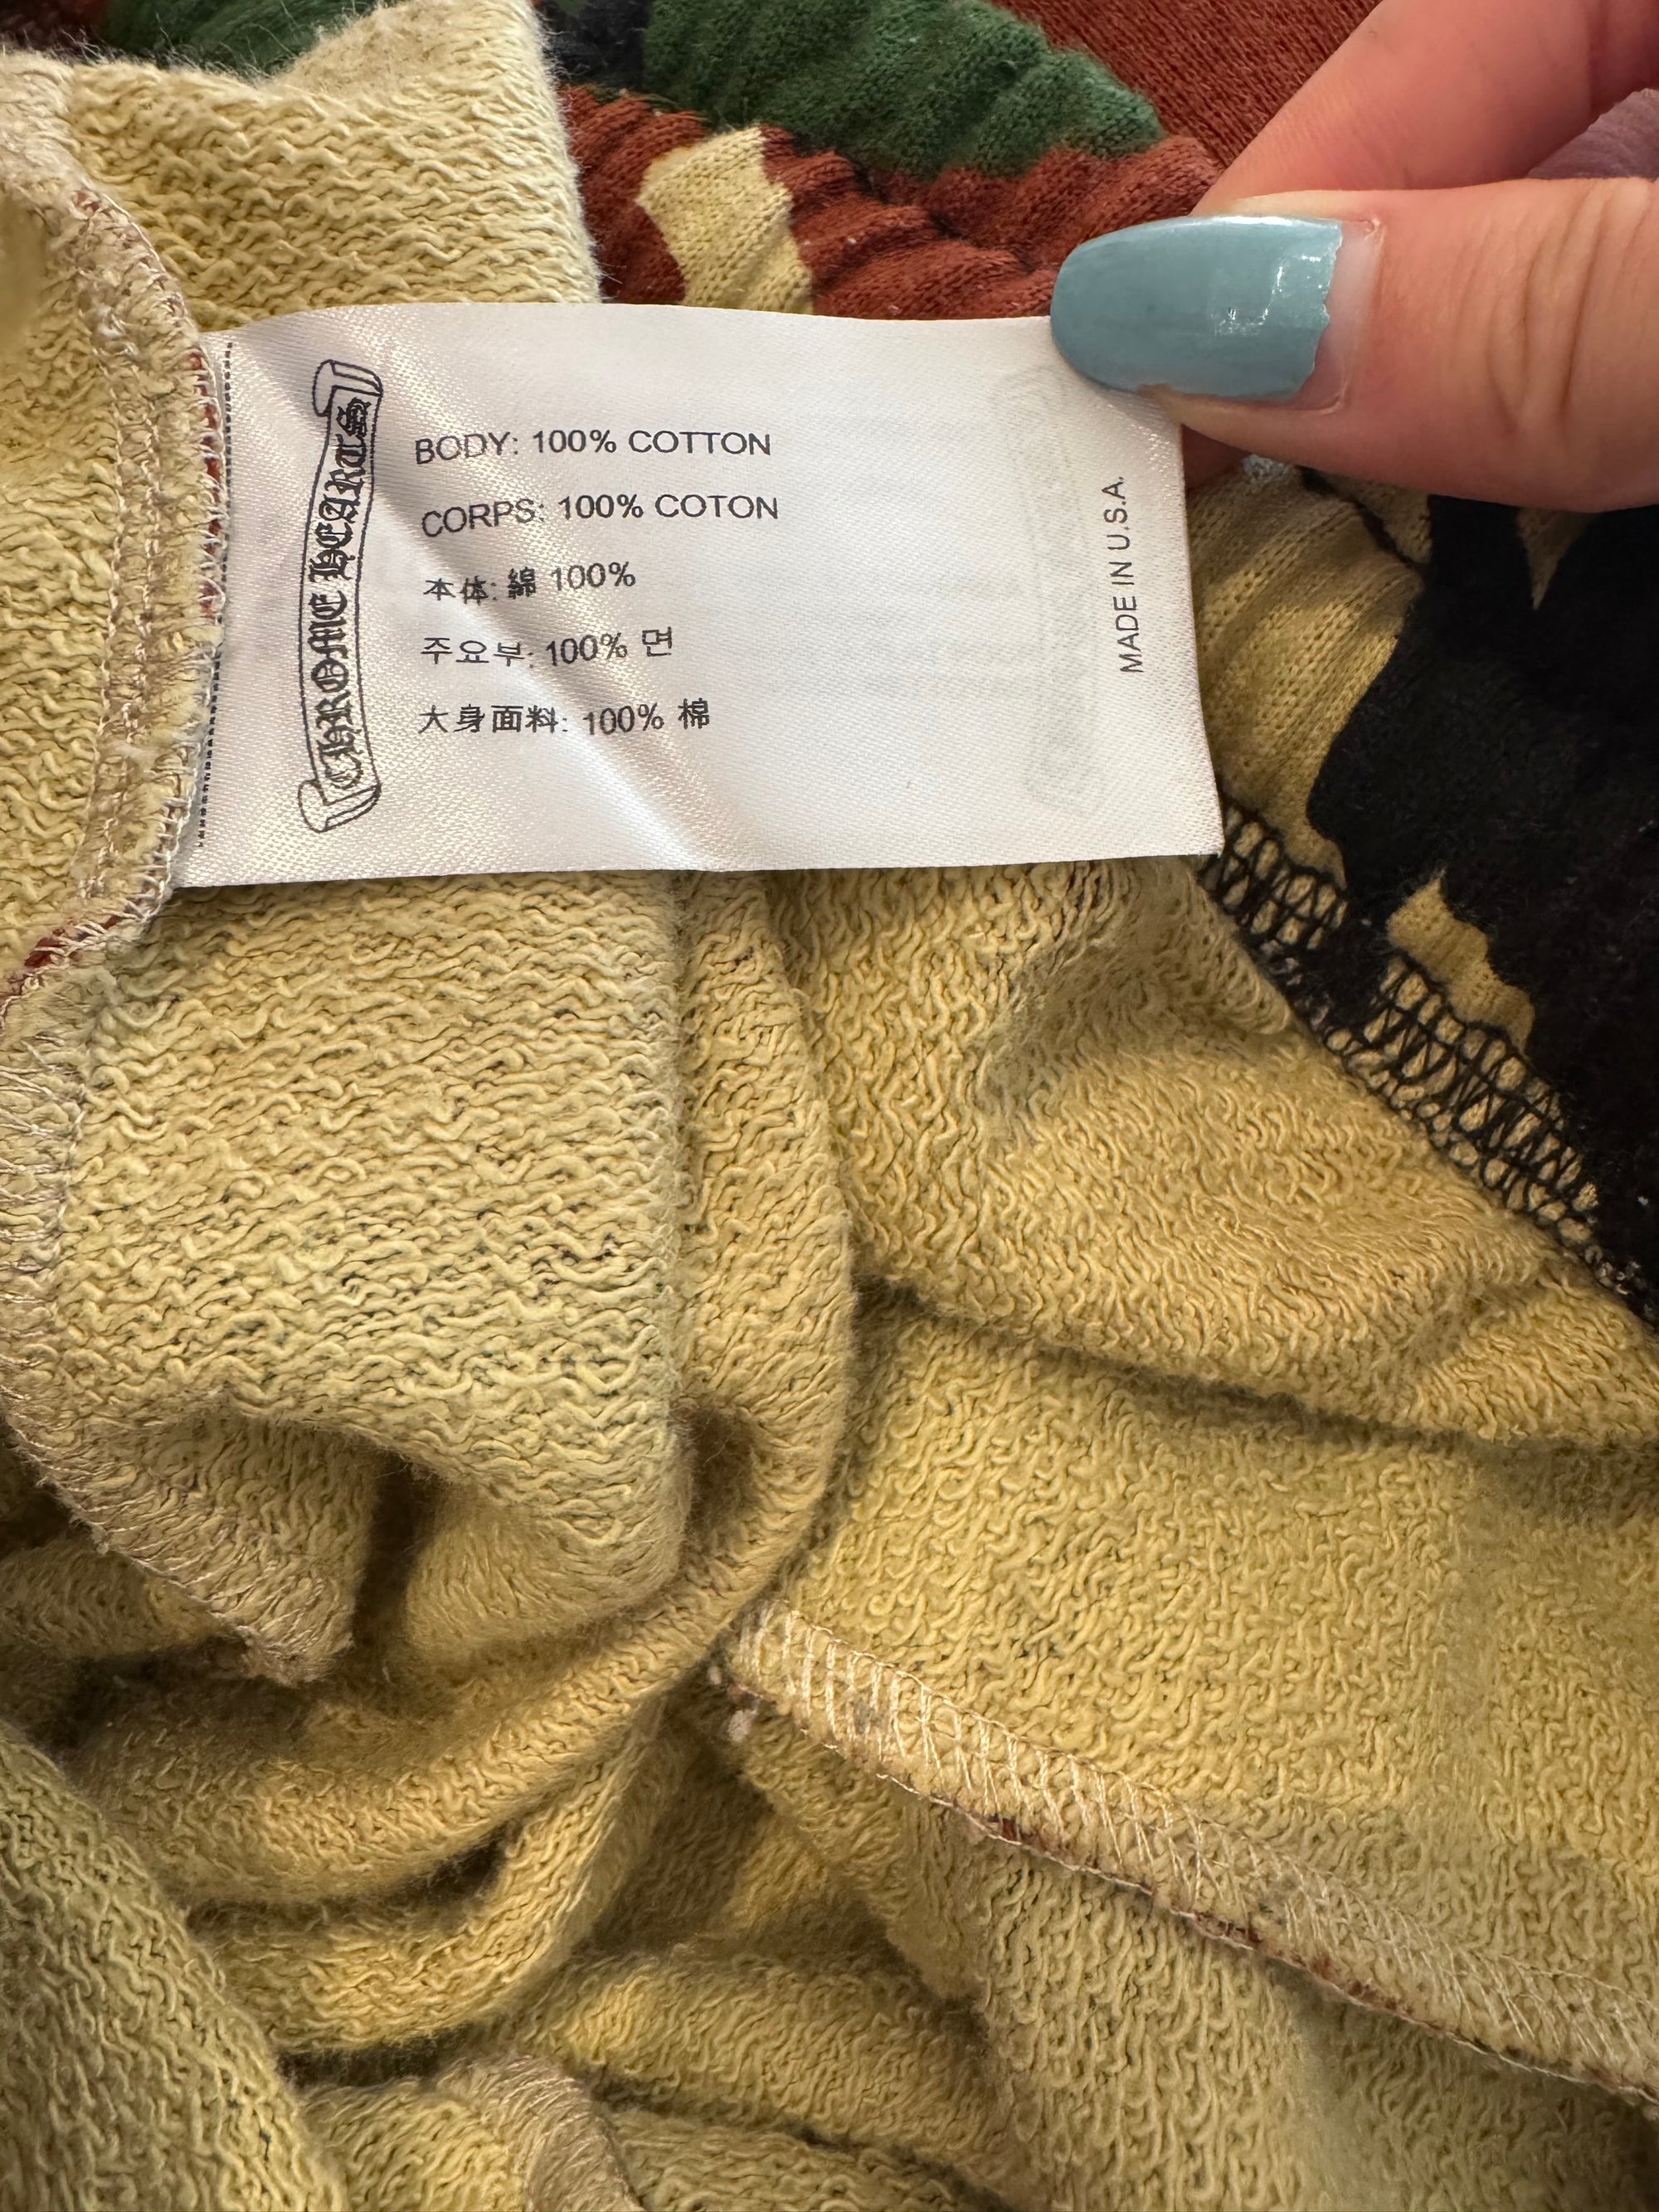 CHROME HEARTS
BODY: 100% COTTON
CORPS: 100% COTON
本体: 綿 100%
주요부: 100% 면
大身面料: 100% 棉
MADE IN U.S.A.